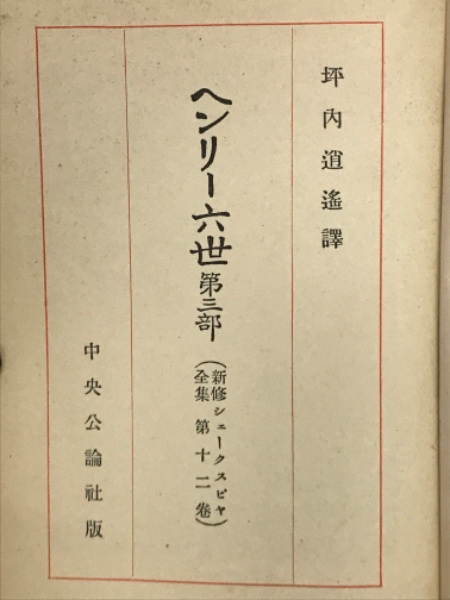 坪內逍遙譯
ヘンリー六世第三部
(新修シェークスピヤ
全集第十二卷)
中央公論社版